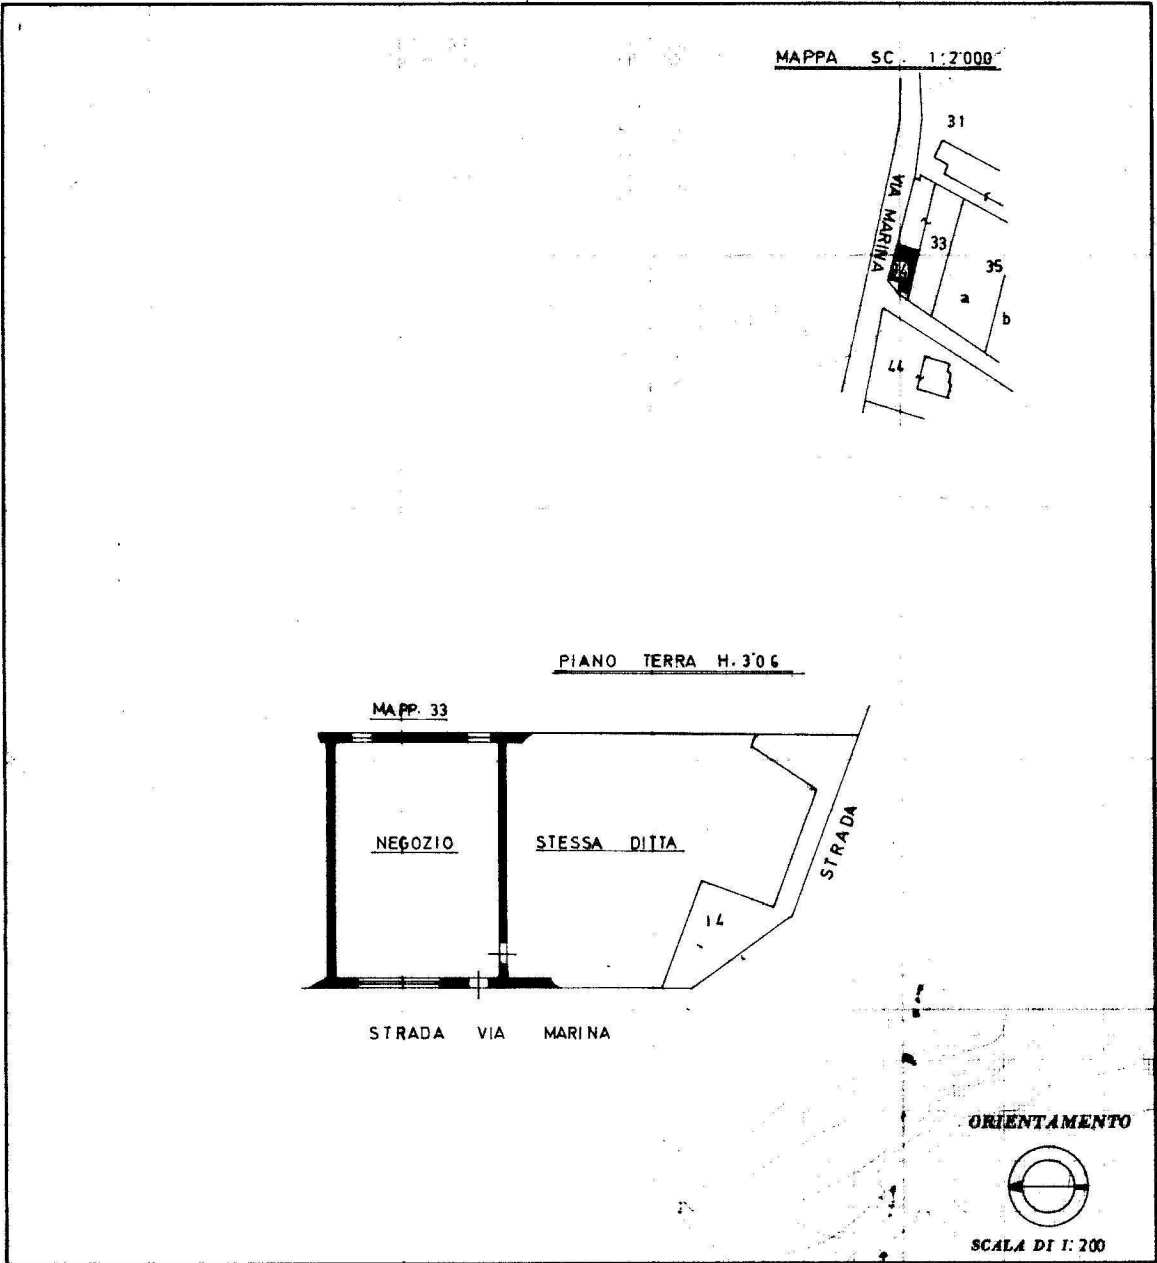 MAPPA SC. 1:2000
31
VIA MARINA
33
35
a
b
44
PIANO TERRA H. 3.06
MAPP. 33
NEGOZIO
STESSA DITTA
STRADA
14
STRADA VIA MARINA
ORIENTAMENTO
SCALA DI 1:200